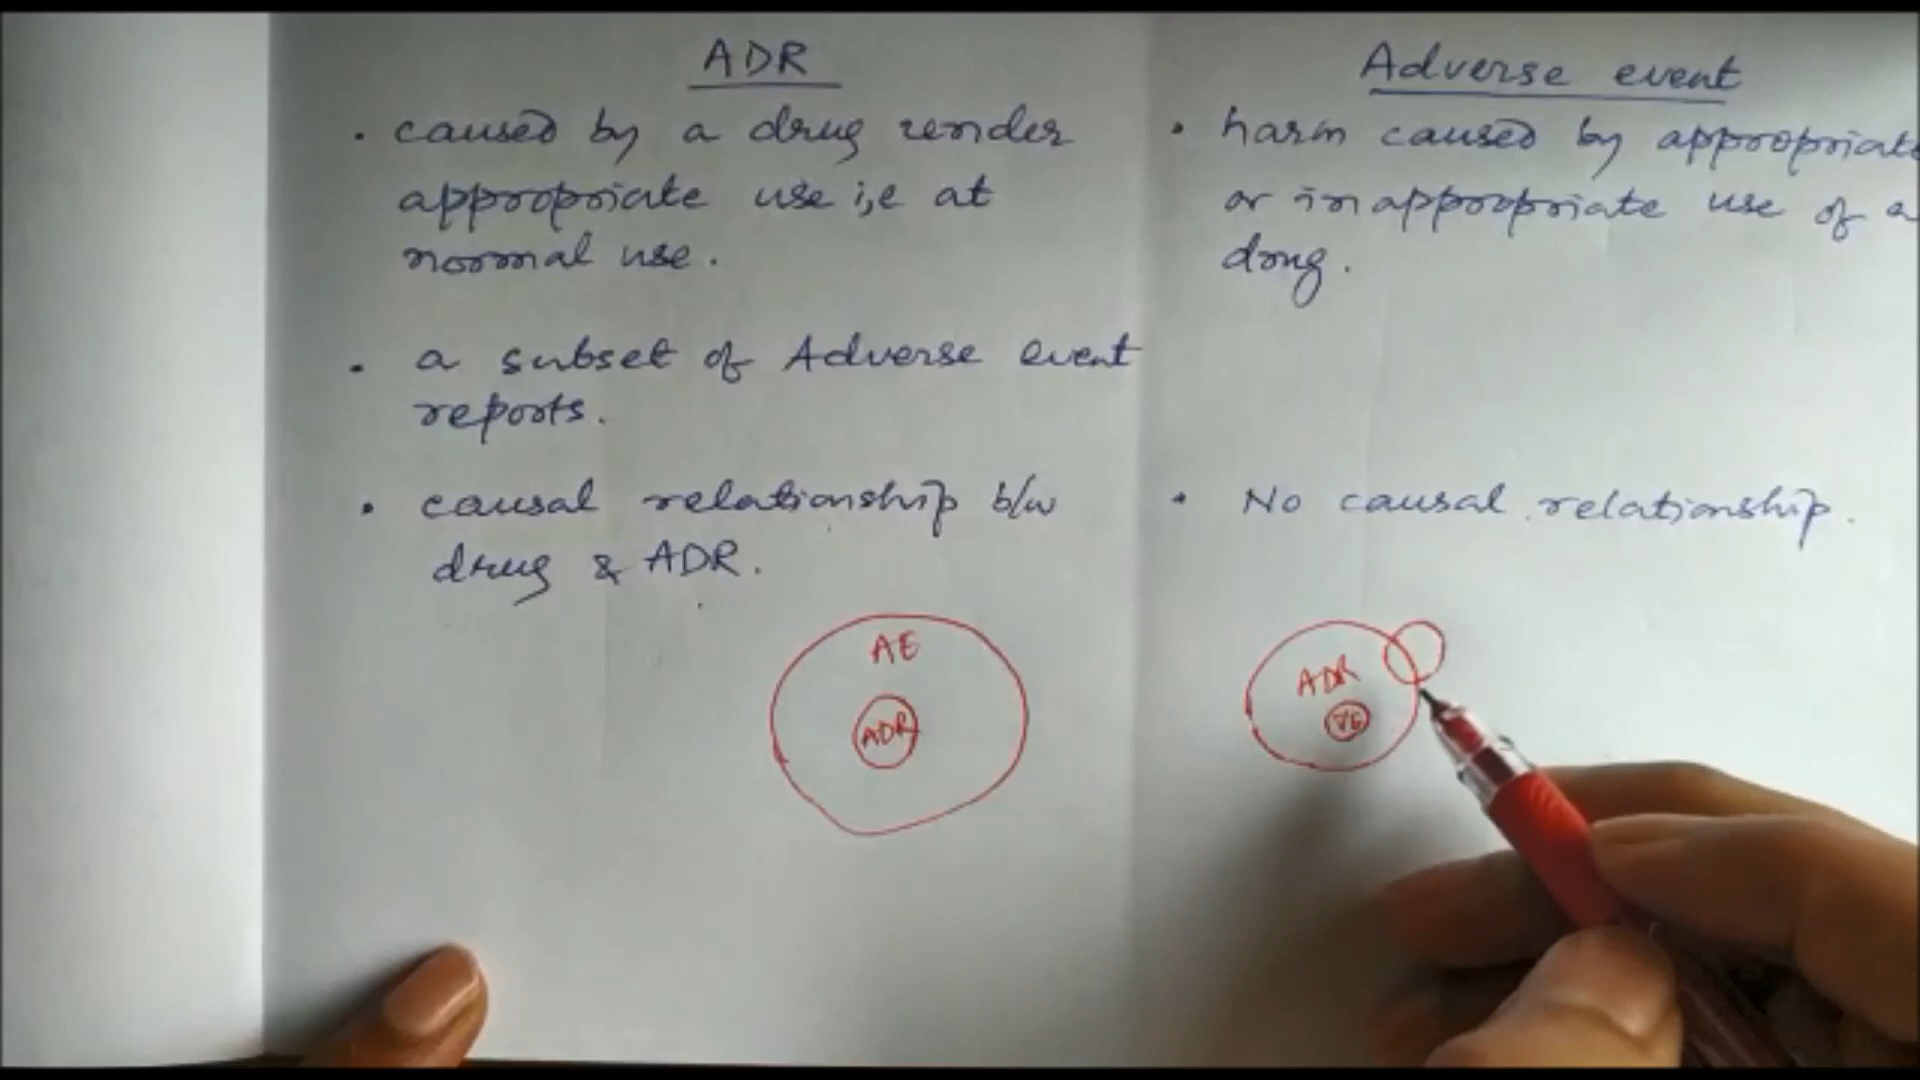 ADR
. caused by a drug render
appropriate use i,e at
normal use.
. a subset of Adverse event
reports.
. causal relationship b/w
drug & ADR.
Adverse event
. harm caused by appropriate
or inappropriate use of a
drug.
. No causal relationship.
AE
ADR
ADR